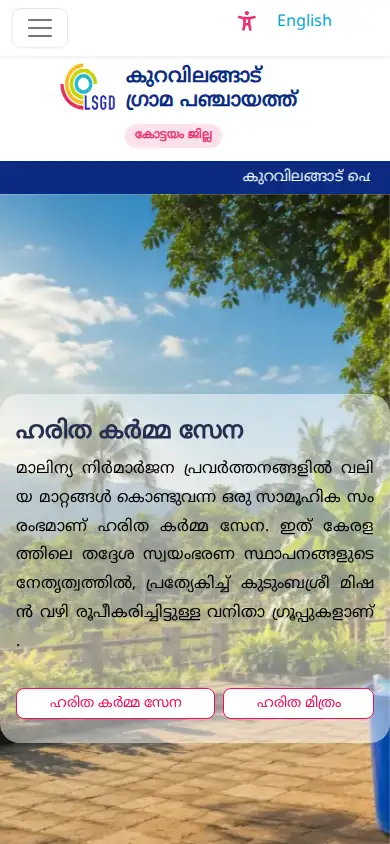 English
LSGD
കുറവിലങ്ങാട്
ഗ്രാമ പഞ്ചായത്ത്
കോട്ടയം ജില്ല
കുറവിലങ്ങാട്
ഹരിത കർമ്മ സേന
മാലിന്യ നിർമാർജന പ്രവർത്തനങ്ങളിൽ വലി
യ മാറ്റങ്ങൾ കൊണ്ടുവന്ന ഒരു സാമൂഹിക സം
രംഭമാണ് ഹരിത കർമ്മ സേന. ഇത് കേരള
ത്തിലെ തദ്ദേശ സ്വയംഭരണ സ്ഥാപനങ്ങളുടെ
നേതൃത്വത്തിൽ, പ്രത്യേകിച്ച് കുടുംബശ്രീ മിഷ
ൻ വഴി രൂപീകരിച്ചിട്ടുള്ള വനിതാ ഗ്രൂപ്പുകളാണ്
.
ഹരിത കർമ്മ സേന
ഹരിത മിത്രം